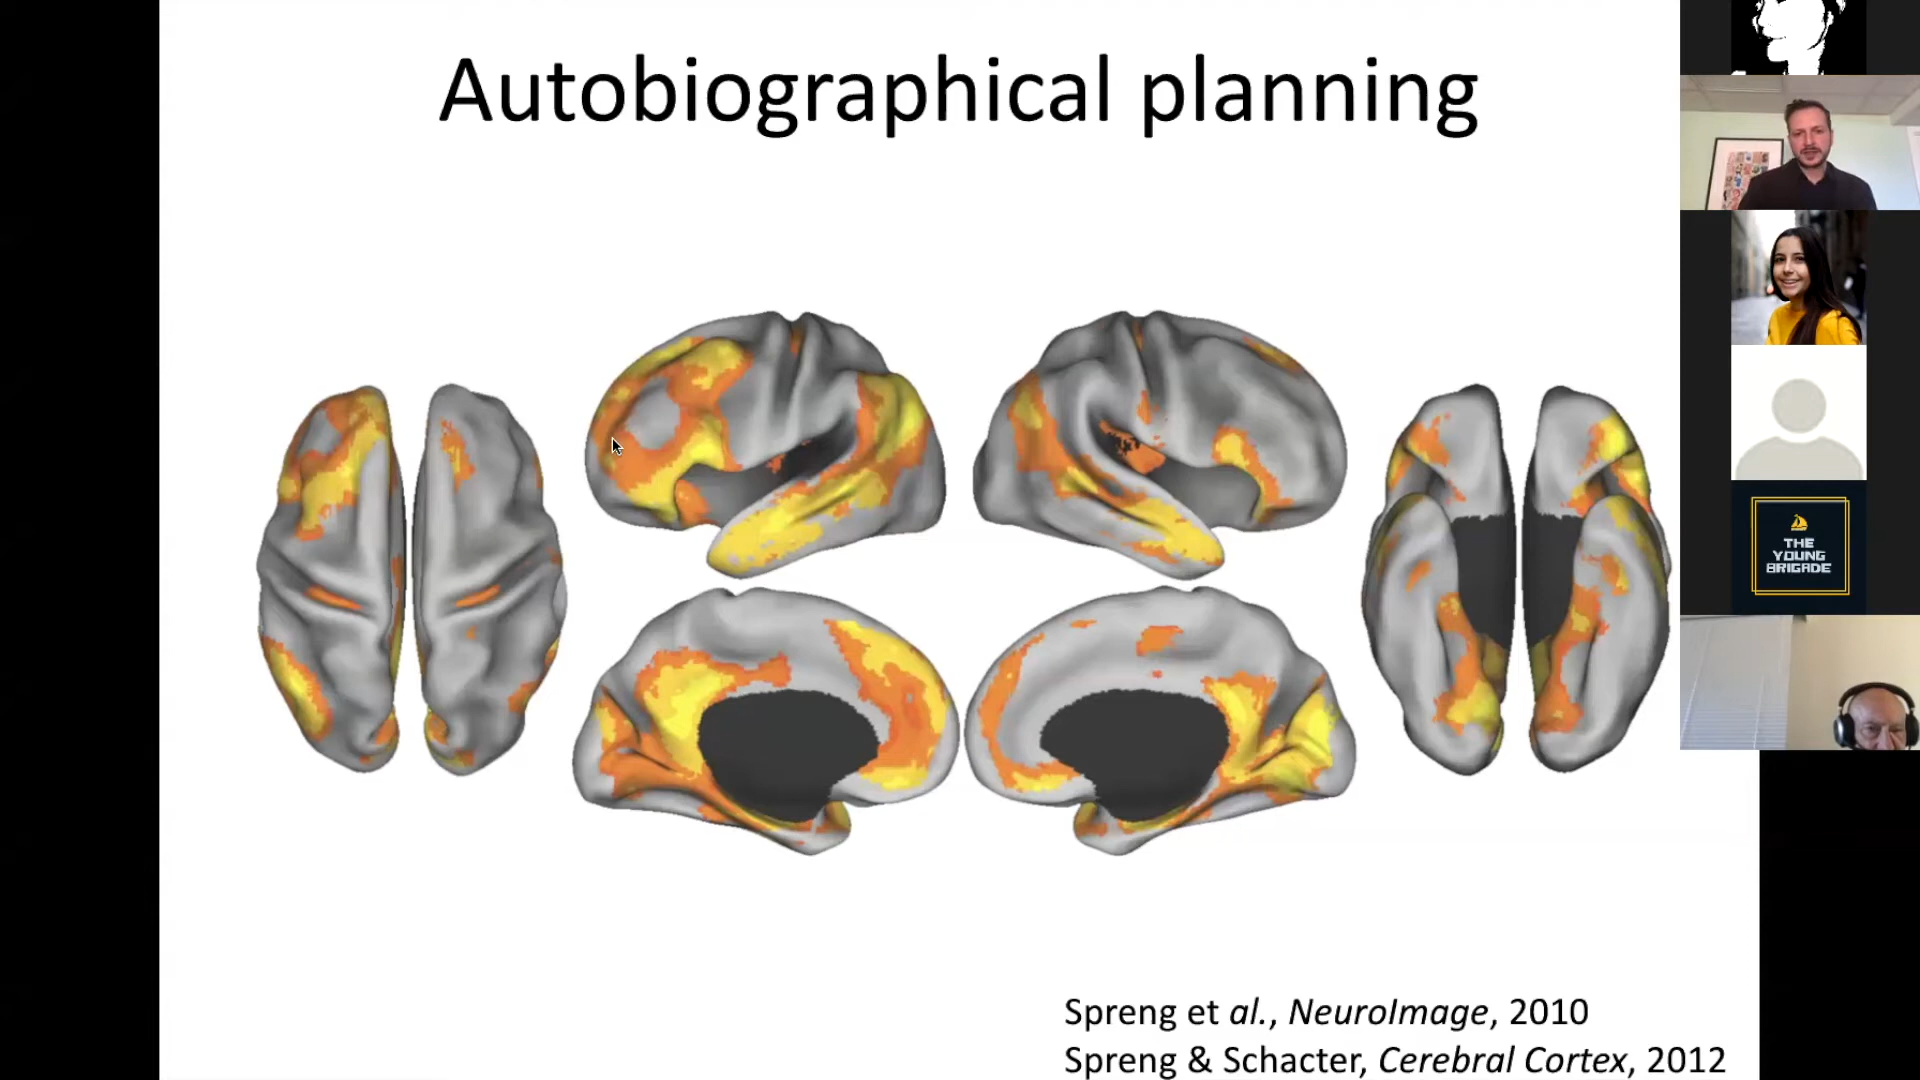 Autobiographical planning
THE
YOUNG
BRIGADE
Spreng et al., NeuroImage, 2010
Spreng & Schacter, Cerebral Cortex, 2012